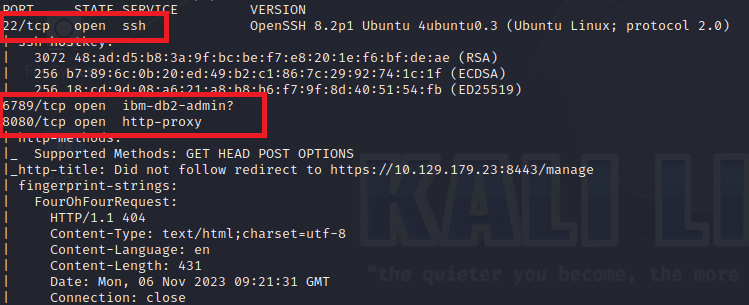 PORT STATE SERVICE VERSION
22/tcp open ssh OpenSSH 8.2p1 Ubuntu 4ubuntu0.3 (Ubuntu Linux; protocol 2.0)
| ssh-hostkey:
| 3072 48:ad:d5:b8:3a:9f:bc:be:f7:e8:20:1e:f6:bf:de:ae (RSA)
| 256 b7:89:6c:0b:20:ed:49:b2:c1:86:7c:29:92:74:1c:1f (ECDSA)
| 256 18:cd:9d:08:a6:21:a8:b8:b6:f7:9f:8d:40:51:54:fb (ED25519)
6789/tcp open ibm-db2-admin?
8080/tcp open http-proxy
| http-methods:
|_ Supported Methods: GET HEAD POST OPTIONS
|_http-title: Did not follow redirect to https://10.129.179.23:8443/manage
| fingerprint-strings:
| FourOhFourRequest:
| HTTP/1.1 404
| Content-Type: text/html;charset=utf-8
| Content-Language: en
| Content-Length: 431
| Date: Mon, 06 Nov 2023 09:21:31 GMT
| Connection: close
KALI LI
"the quieter you become, the more